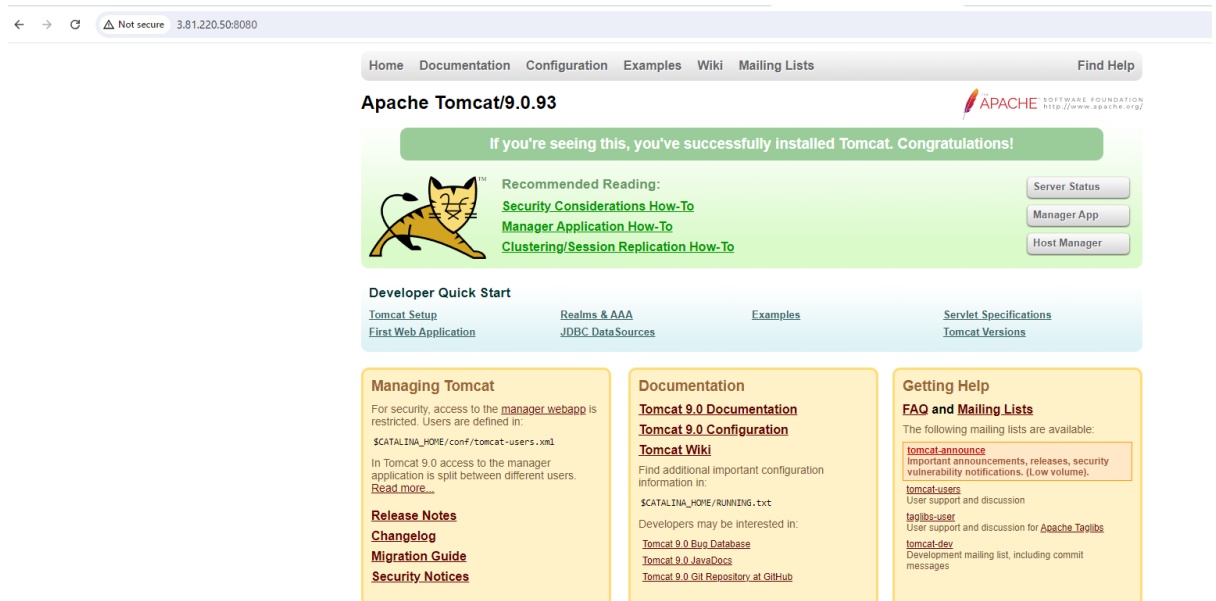 Not secure 3.81.220.50:8080
Home Documentation Configuration Examples Wiki Mailing Lists Find Help
Apache Tomcat/9.0.93
THE
APACHE SOFTWARE FOUNDATION
http://www.apache.org/
If you're seeing this, you've successfully installed Tomcat. Congratulations!
TM
Recommended Reading:
Security Considerations How-To
Manager Application How-To
Clustering/Session Replication How-To
Server Status
Manager App
Host Manager
Developer Quick Start
Tomcat Setup
First Web Application
Realms & AAA
JDBC DataSources
Examples
Servlet Specifications
Tomcat Versions
Managing Tomcat
For security, access to the manager webapp is
restricted. Users are defined in:
$CATALINA_HOME/conf/tomcat-users.xml
In Tomcat 9.0 access to the manager
application is split between different users.
Read more...
Release Notes
Changelog
Migration Guide
Security Notices
Documentation
Tomcat 9.0 Documentation
Tomcat 9.0 Configuration
Tomcat Wiki
Find additional important configuration
information in:
$CATALINA_HOME/RUNNING.txt
Developers may be interested in:
Tomcat 9.0 Bug Database
Tomcat 9.0 JavaDocs
Tomcat 9.0 Git Repository at GitHub
Getting Help
FAQ and Mailing Lists
The following mailing lists are available:
tomcat-announce
Important announcements, releases, security
vulnerability notifications. (Low volume).
tomcat-users
User support and discussion
taglibs-user
User support and discussion for Apache Taglibs
tomcat-dev
Development mailing list, including commit
messages